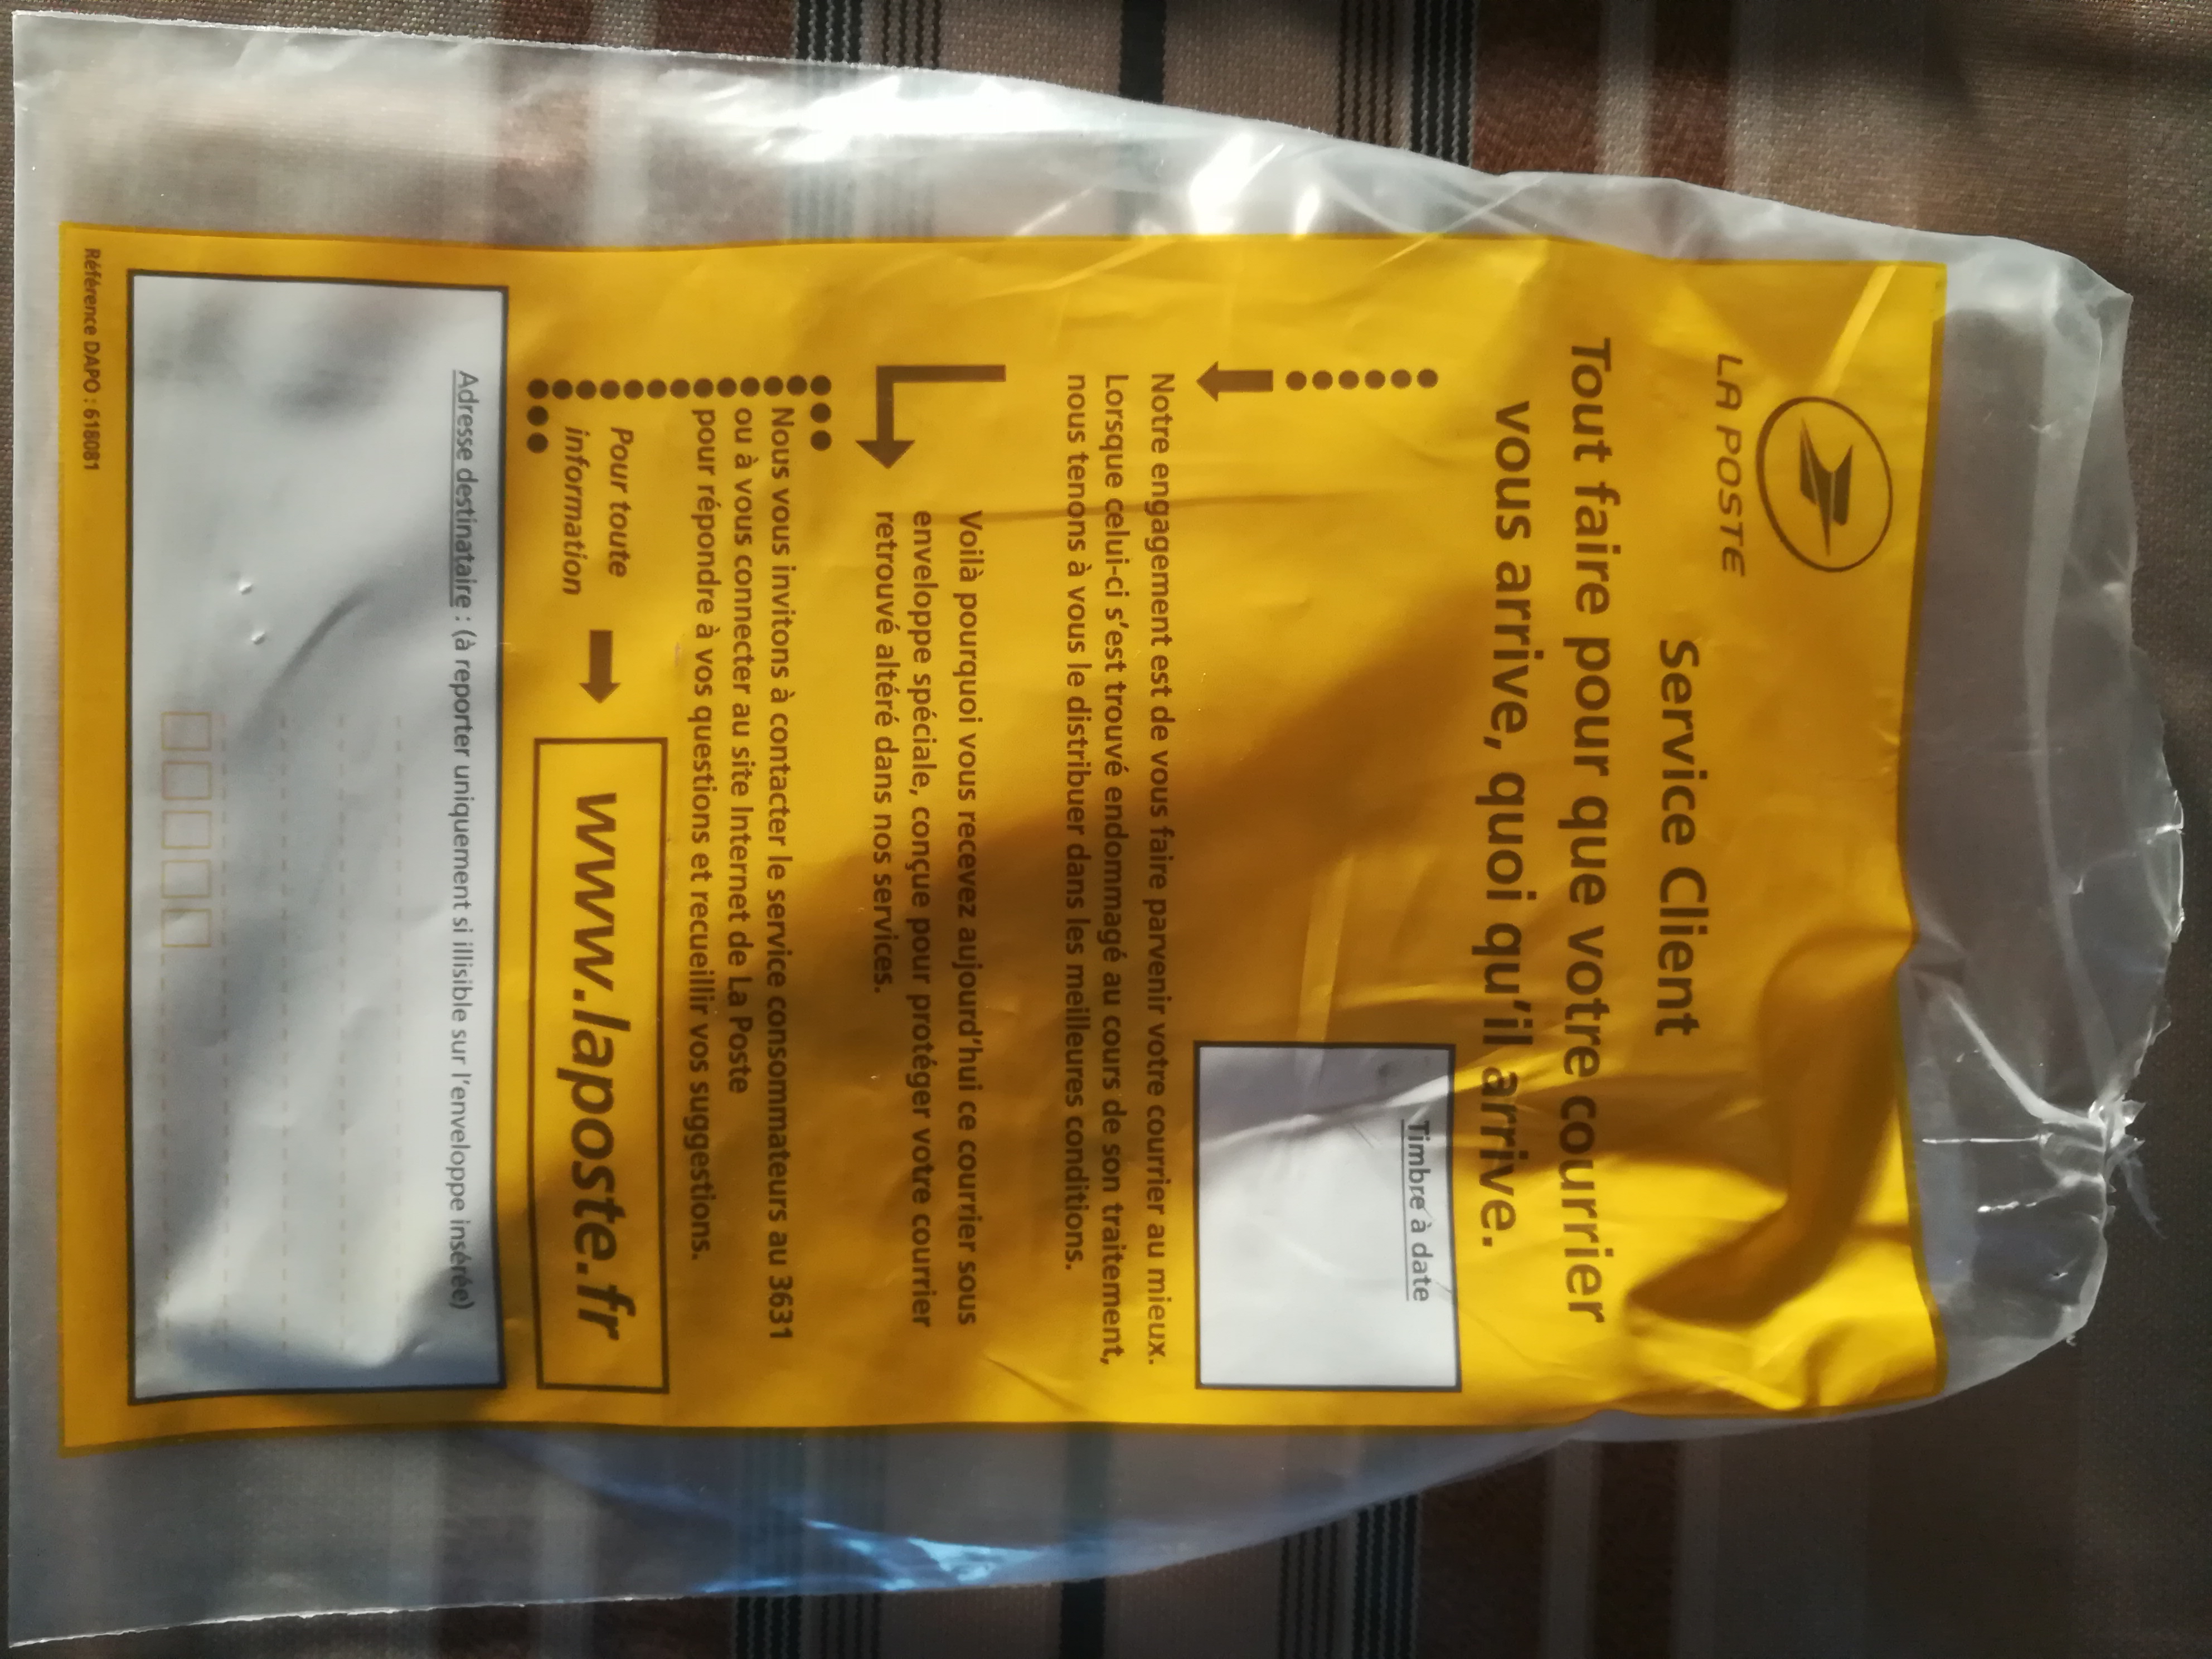 LA POSTE
Service Client
Tout faire pour que votre courrier
vous arrive, quoi qu'il arrive.
Timbre à date
Notre engagement est de vous faire parvenir votre courrier au mieux.
Lorsque celui-ci s'est trouvé endommagé au cours de son traitement,
nous tenons à vous le distribuer dans les meilleures conditions.
Voilà pourquoi vous recevez aujourd'hui ce courrier sous
enveloppe spéciale, conçue pour protéger votre courrier
retrouvé altéré dans nos services.
Nous vous invitons à contacter le service consommateurs au 3631
ou à vous connecter au site Internet de La Poste
pour répondre à vos questions et recueillir vos suggestions.
Pour toute
information
www.laposte.fr
Adresse destinataire : (à reporter uniquement si illisible sur l'enveloppe insérée)
Référence DAPO : 618081